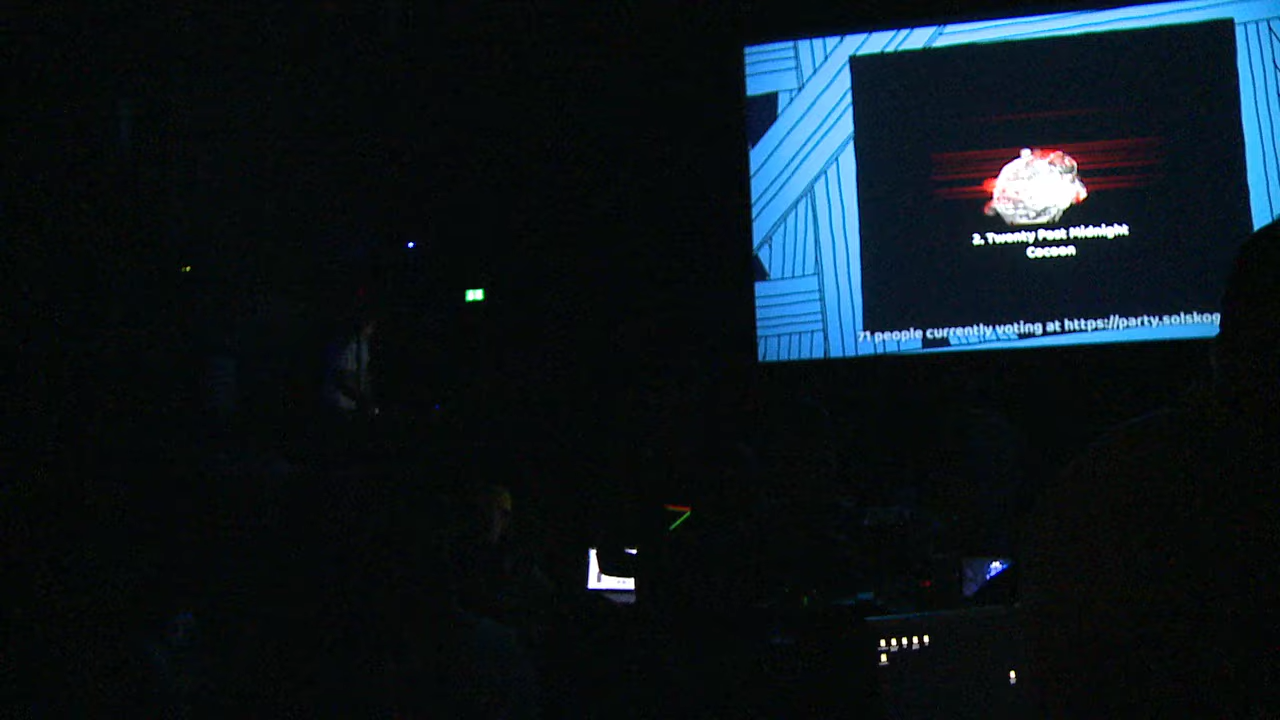 2. Twenty Past Midnight
Cocoon
71 people currently voting at https://party.solskog